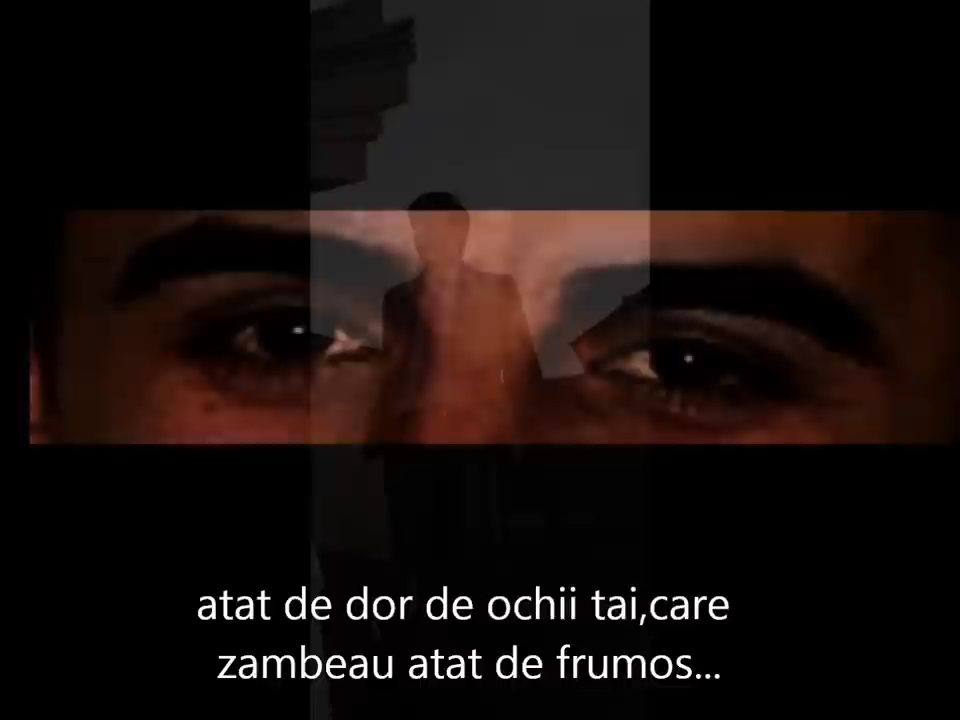 atat de dor de ochii tai,care
zambeau atat de frumos...